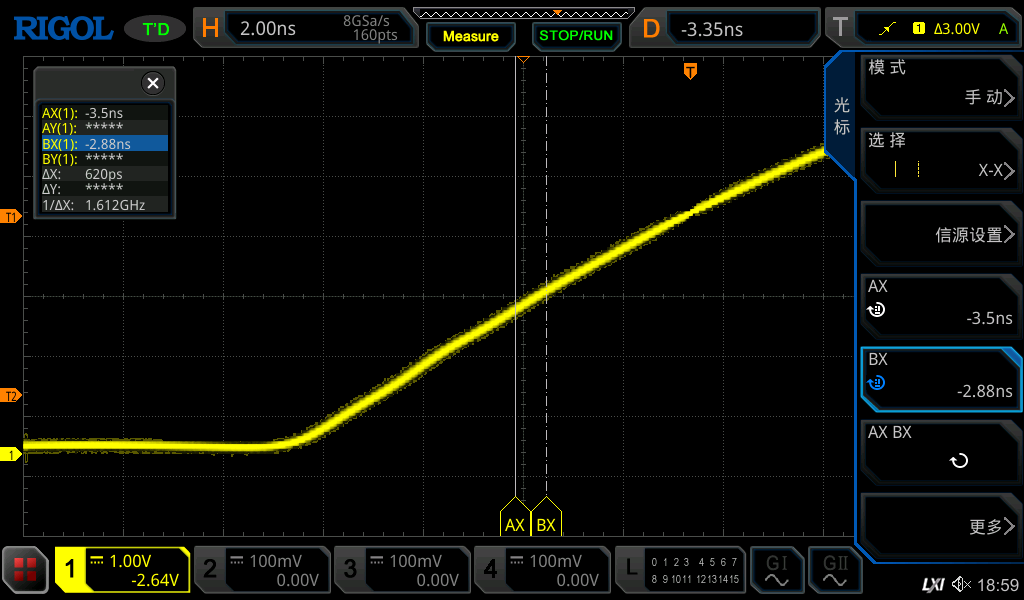 RIGOL T'D H 2.00ns 8GSa/s 160pts Measure STOP/RUN D -3.35ns T 1 Δ3.00V A
T
AX(1): -3.5ns
AY(1): *****
BX(1): -2.88ns
BY(1): *****
ΔX: 620ps
ΔY: *****
1/ΔX: 1.612GHz
T1
T2
1
AX BX
光标
模式
手动
选择
X-X
信源设置
AX
-3.5ns
BX
-2.88ns
AX BX
更多
1 1.00V -2.64V
2 100mV 0.00V
3 100mV 0.00V
4 100mV 0.00V
L 0 1 2 3 4 5 6 7
8 9 10 11 12 13 14 15
GI GII
LXI 18:59